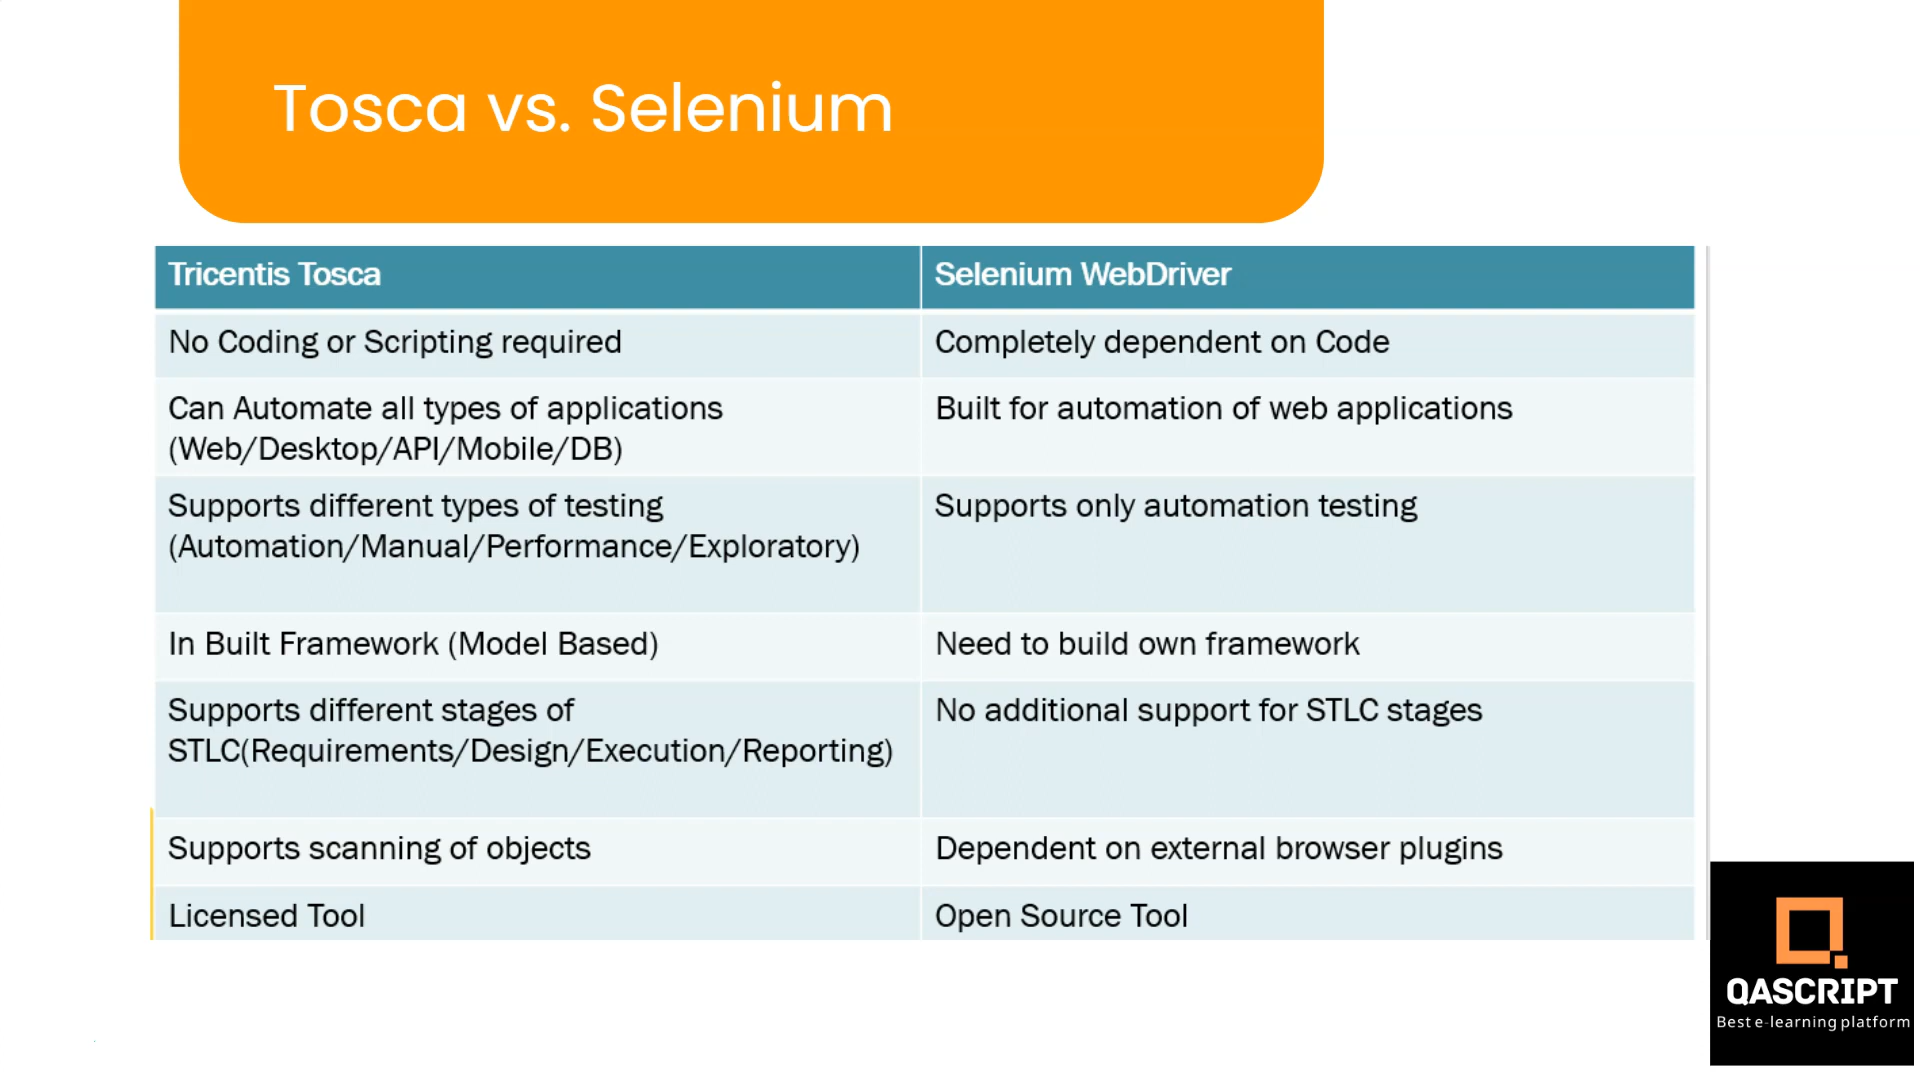 Tosca vs. Selenium
Tricentis Tosca
Selenium WebDriver
No Coding or Scripting required
Completely dependent on Code
Can Automate all types of applications
(Web/Desktop/API/Mobile/DB)
Built for automation of web applications
Supports different types of testing
(Automation/Manual/Performance/Exploratory)
Supports only automation testing
In Built Framework (Model Based)
Need to build own framework
Supports different stages of
STLC(Requirements/Design/Execution/Reporting)
No additional support for STLC stages
Supports scanning of objects
Dependent on external browser plugins
Licensed Tool
Open Source Tool
QASCRIPT
Best e-learning platform